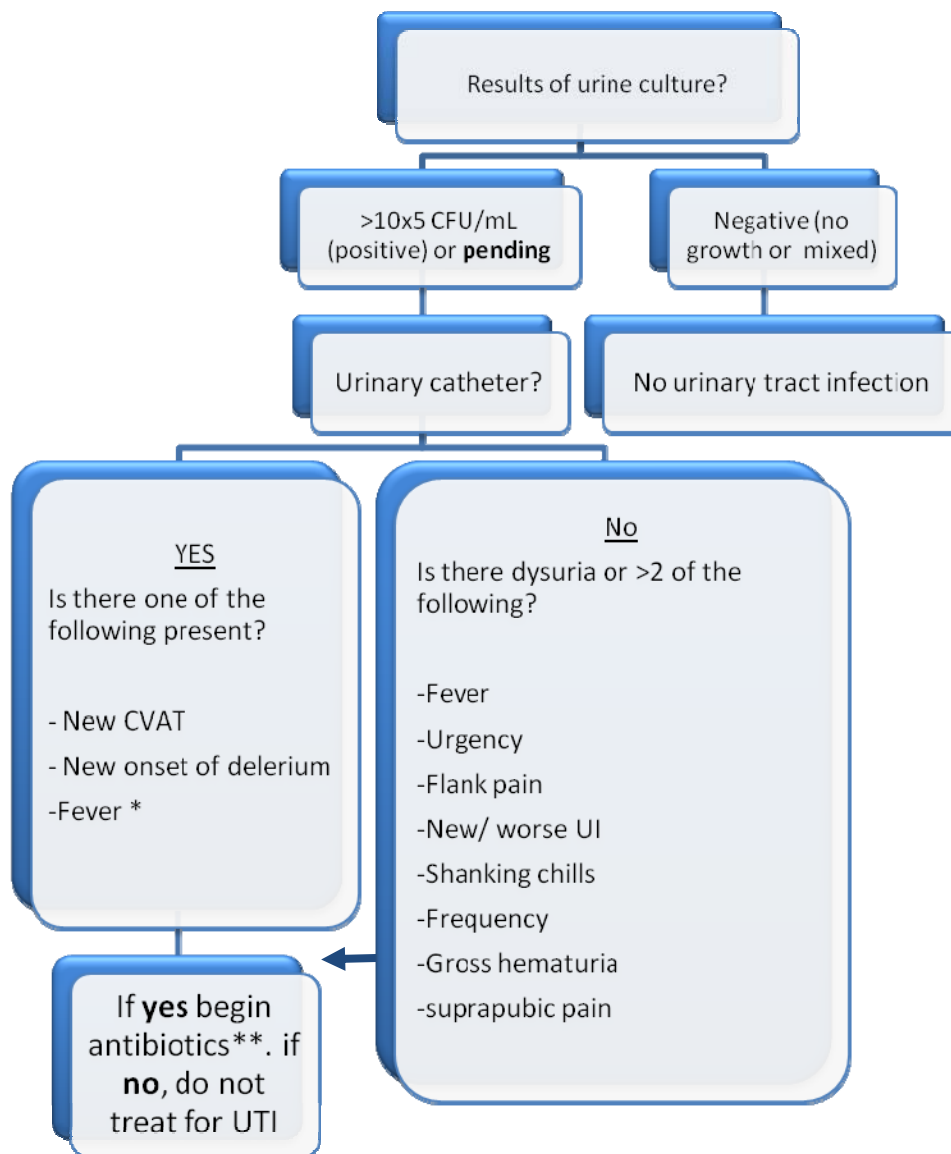 Results of urine culture?
>10x5 CFU/mL
(positive) or pending
Negative (no
growth or mixed)
Urinary catheter?
No urinary tract infection
YES
Is there one of the
following present?
- New CVAT
- New onset of delerium
-Fever *
No
Is there dysuria or >2 of the
following?
-Fever
-Urgency
-Flank pain
-New/ worse UI
-Shanking chills
-Frequency
-Gross hematuria
-suprapubic pain
If yes begin
antibiotics**. if
no, do not
treat for UTI